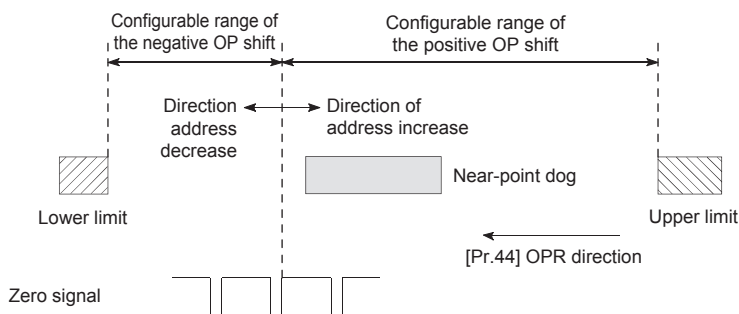 Configurable range of
the negative OP shift
Configurable range of
the positive OP shift
Direction
address
decrease
Direction of
address increase
Near-point dog
Lower limit
Upper limit
[Pr.44] OPR direction
Zero signal